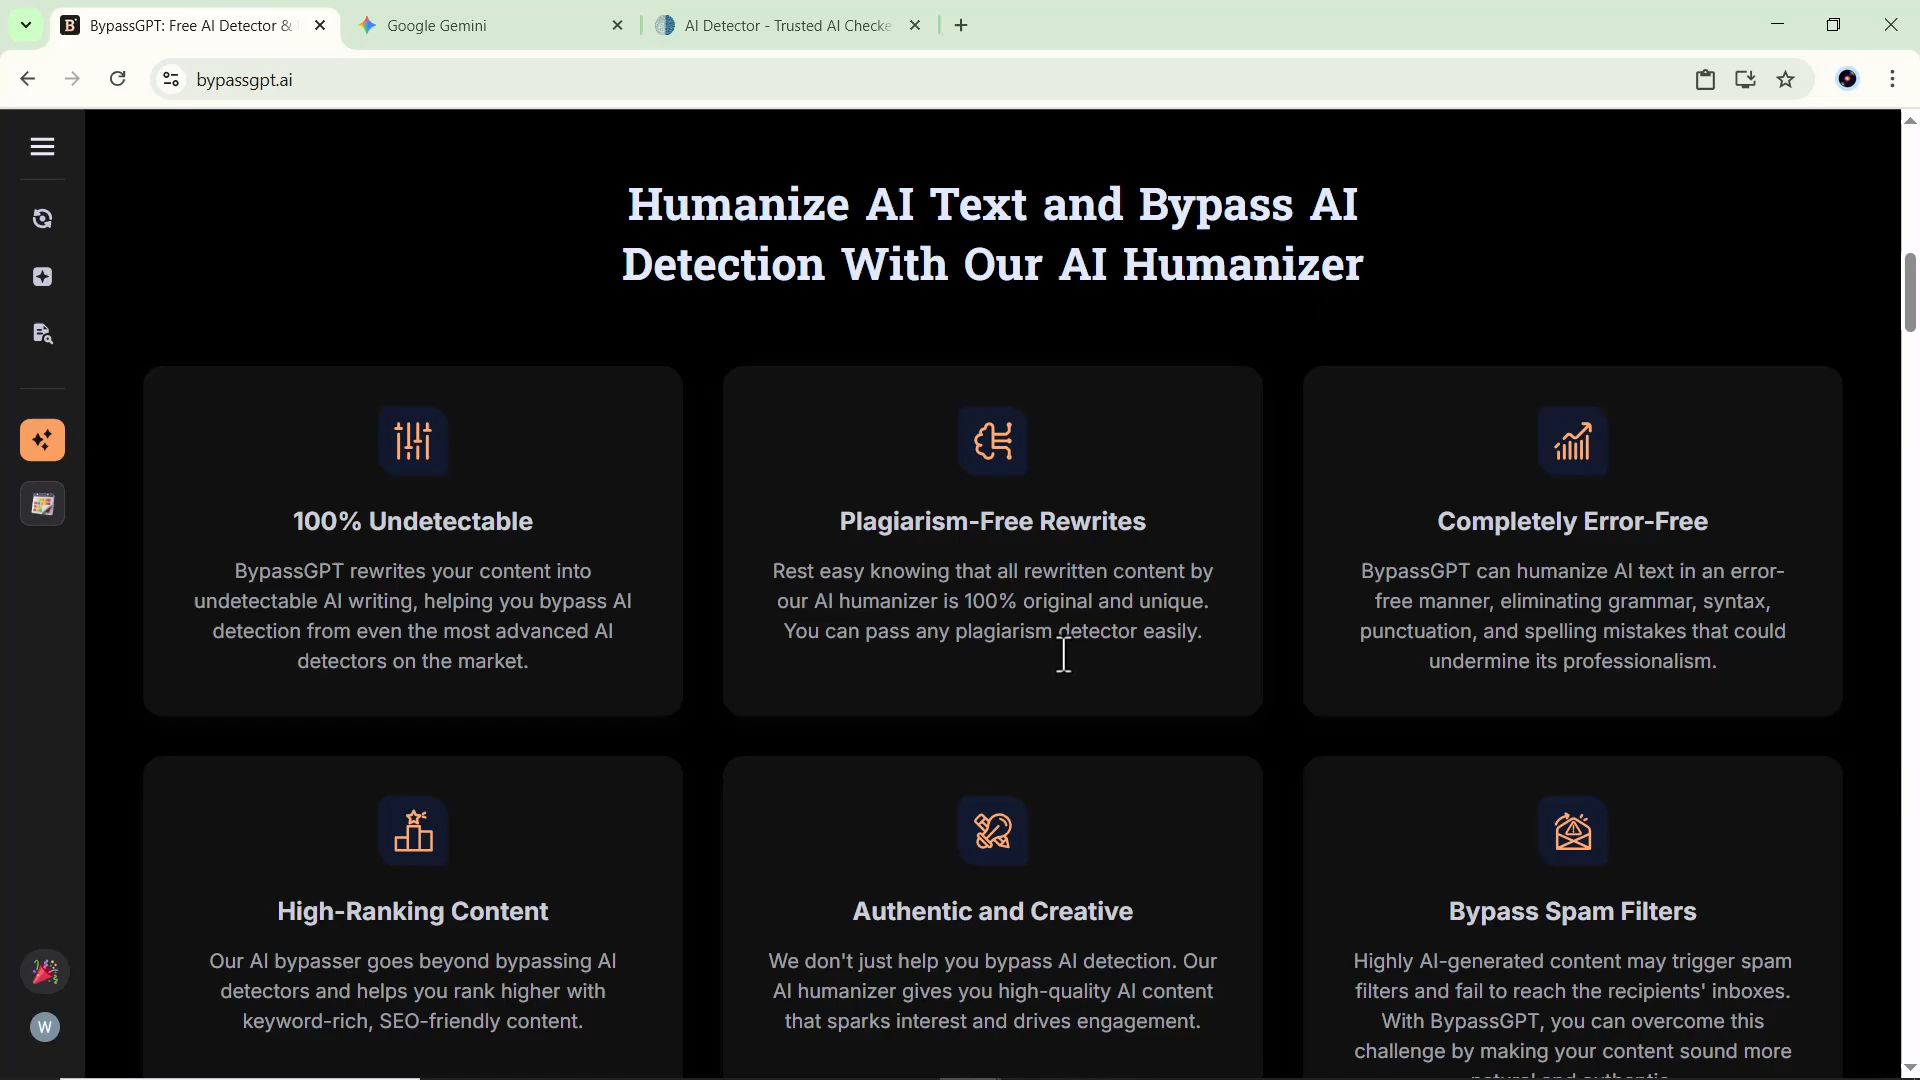 BypassGPT: Free AI Detector &
Google Gemini
AI Detector - Trusted AI Checke
bypassgpt.ai
Humanize AI Text and Bypass AI
Detection With Our AI Humanizer
100% Undetectable
BypassGPT rewrites your content into
undetectable AI writing, helping you bypass AI
detection from even the most advanced AI
detectors on the market.
Plagiarism-Free Rewrites
Rest easy knowing that all rewritten content by
our AI humanizer is 100% original and unique.
You can pass any plagiarism detector easily.
Completely Error-Free
BypassGPT can humanize AI text in an error-
free manner, eliminating grammar, syntax,
punctuation, and spelling mistakes that could
undermine its professionalism.
High-Ranking Content
Our AI bypasser goes beyond bypassing AI
detectors and helps you rank higher with
keyword-rich, SEO-friendly content.
Authentic and Creative
We don't just help you bypass AI detection. Our
AI humanizer gives you high-quality AI content
that sparks interest and drives engagement.
Bypass Spam Filters
Highly AI-generated content may trigger spam
filters and fail to reach the recipients' inboxes.
With BypassGPT, you can overcome this
challenge by making your content sound more
W